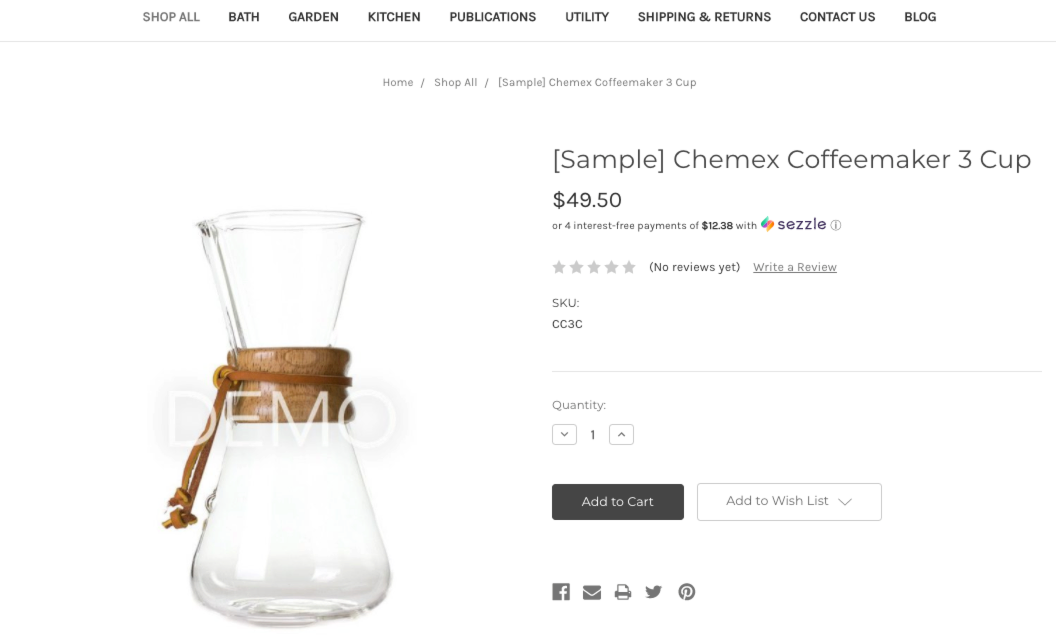 SHOP ALL BATH GARDEN KITCHEN PUBLICATIONS UTILITY SHIPPING & RETURNS CONTACT US BLOG
Home / Shop All / [Sample] Chemex Coffeemaker 3 Cup
[Sample] Chemex Coffeemaker 3 Cup
$49.50
or 4 interest-free payments of $12.38 with sezzle ⓘ
(No reviews yet) Write a Review
SKU:
CC3C
DEMO
Quantity:
1
Add to Cart Add to Wish List